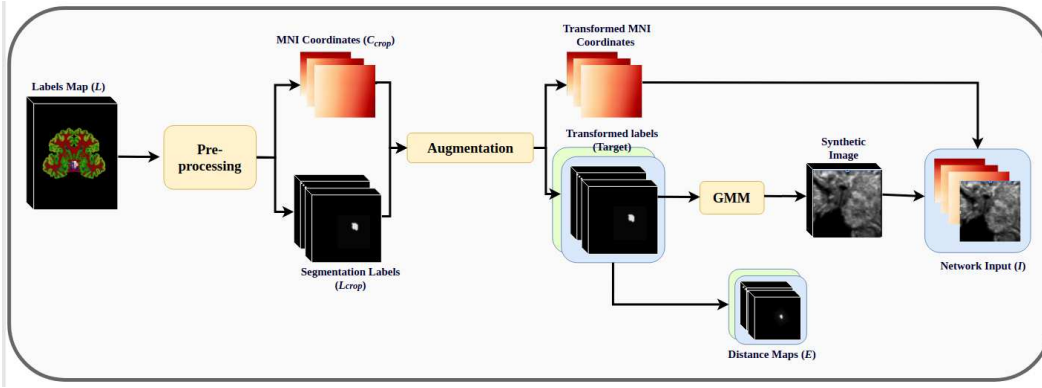 Labels Map (L)
Pre-
processing
MNI Coordinates (Ccrop)
Segmentation Labels
(Lcrop)
Augmentation
Transformed MNI
Coordinates
Transformed labels
(Target)
GMM
Synthetic
Image
Network Input (I)
Distance Maps (E)